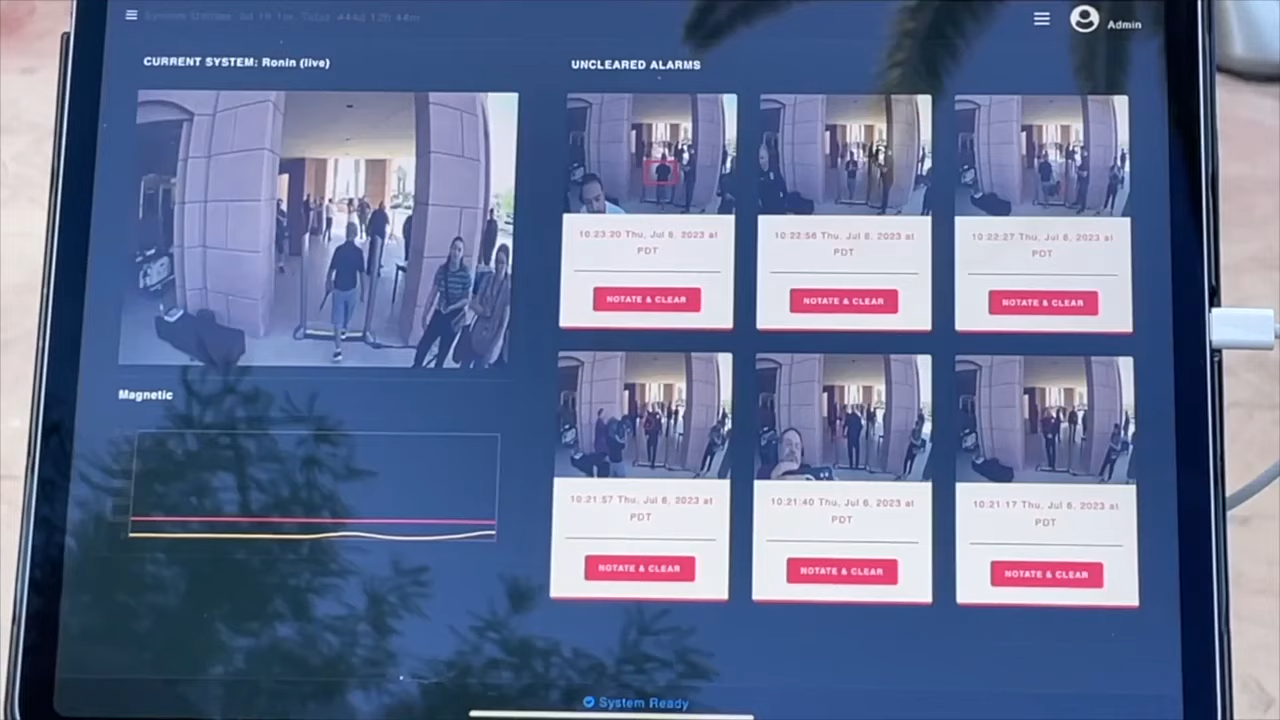 Admin
CURRENT SYSTEM: Ronin (live)
UNCLEARED ALARMS
10:23:20 Thu, Jul 6, 2023 at
PDT
NOTATE & CLEAR
10:22:56 Thu, Jul 6, 2023 at
PDT
NOTATE & CLEAR
10:22:27 Thu, Jul 6, 2023 at
PDT
NOTATE & CLEAR
Magnetic
10:21:57 Thu, Jul 6, 2023 at
PDT
NOTATE & CLEAR
10:21:40 Thu, Jul 6, 2023 at
PDT
NOTATE & CLEAR
10:21:17 Thu, Jul 6, 2023 at
PDT
NOTATE & CLEAR
System Ready